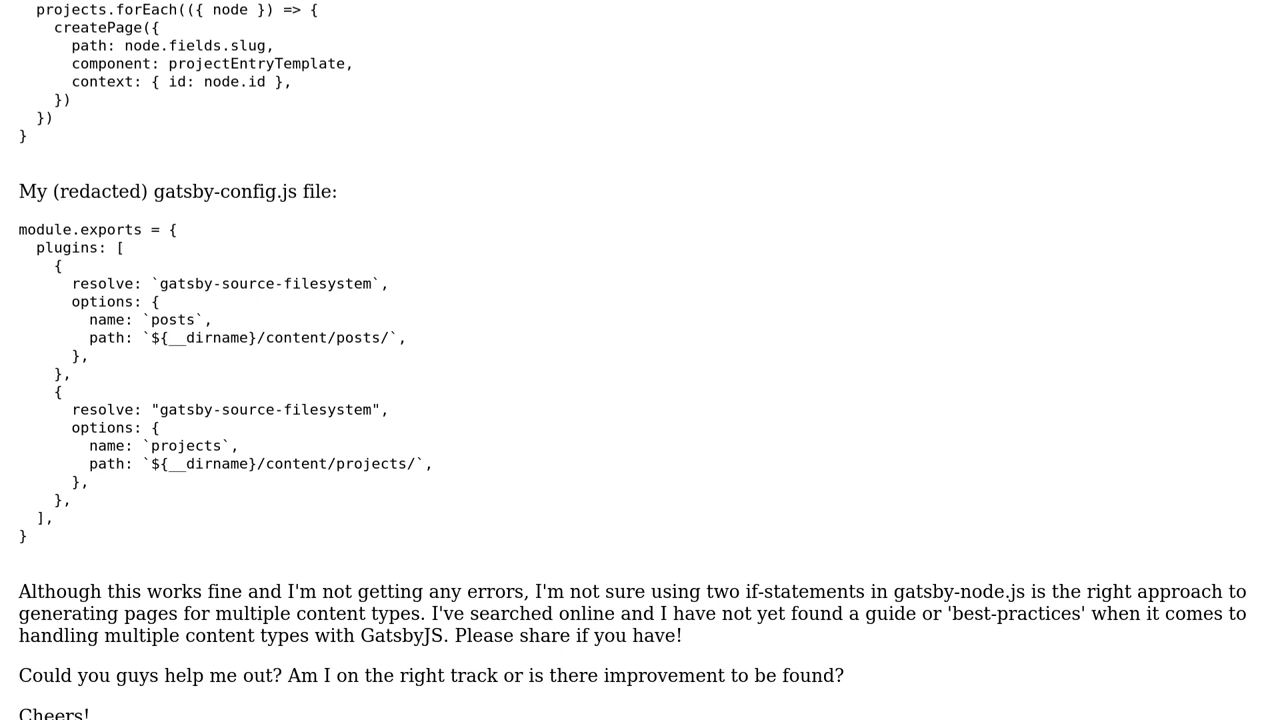 projects.forEach(({ node }) => {
    createPage({
      path: node.fields.slug,
      component: projectEntryTemplate,
      context: { id: node.id },
    })
  })
}
My (redacted) gatsby-config.js file:
module.exports = {
  plugins: [
    {
      resolve: `gatsby-source-filesystem`,
      options: {
        name: `posts`,
        path: `${__dirname}/content/posts/`,
      },
    },
    {
      resolve: "gatsby-source-filesystem",
      options: {
        name: `projects`,
        path: `${__dirname}/content/projects/`,
      },
    },
  ],
}
Although this works fine and I'm not getting any errors, I'm not sure using two if-statements in gatsby-node.js is the right approach to
generating pages for multiple content types. I've searched online and I have not yet found a guide or 'best-practices' when it comes to
handling multiple content types with GatsbyJS. Please share if you have!
Could you guys help me out? Am I on the right track or is there improvement to be found?
Cheers!